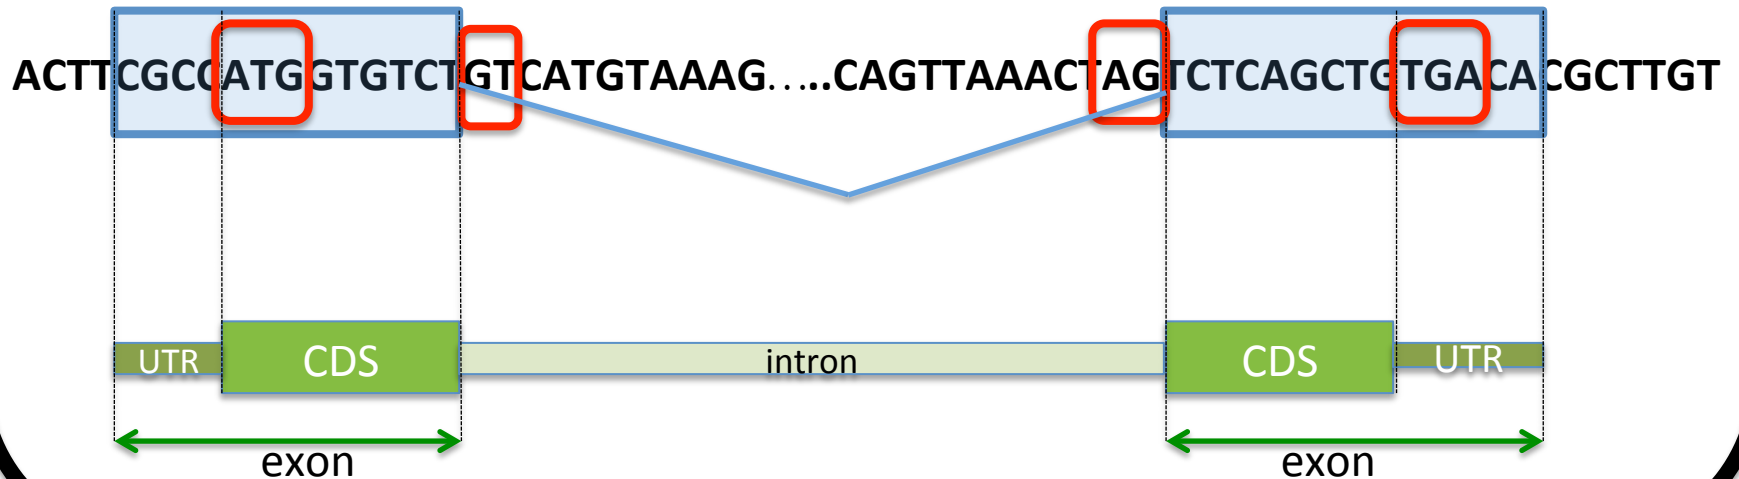 ACTTCGCCATGGTGTCTGTCATGTAAAG.....CAGTTAAACTAGTCTCAGCTGTGACACGCTTGT
UTR CDS intron CDS UTR
exon exon